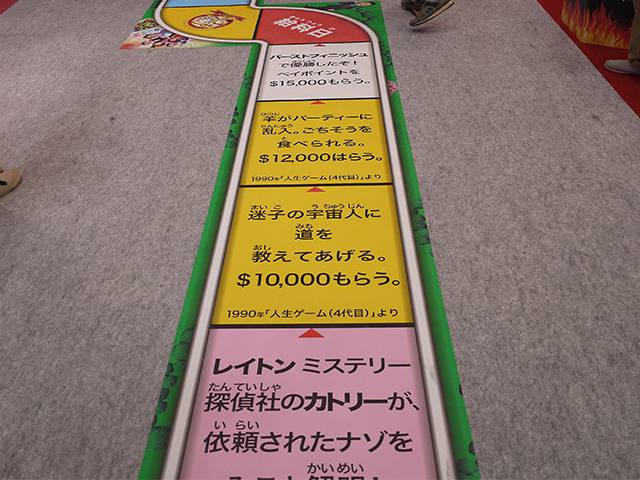 給料日
バーストフィニッシュ
で優勝したぞ！
ベイポイントを
$15,000もらう。
羊がパーティーに
乱入。ごちそうを
食べられる。
$12,000はらう。
1990年「人生ゲーム(4代目)」より
迷子の宇宙人に
道を
教えてあげる。
$10,000もらう。
1990年「人生ゲーム(4代目)」より
レイトン ミステリー
探偵社のカトリーが、
依頼されたナゾを